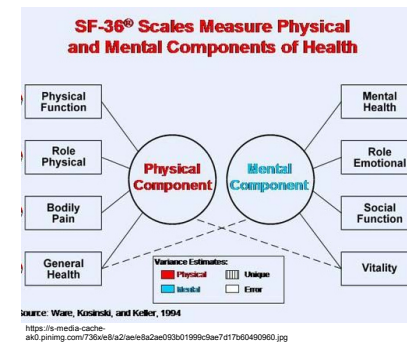 SF-36® Scales Measure Physical
and Mental Components of Health
Physical
Function
Role
Physical
Bodily
Pain
General
Health
Physical
Component
Mental
Component
Mental
Health
Role
Emotional
Social
Function
Vitality
Variance Estimates:
Physical
Unique
Mental
Error
Source: Ware, Kosinski, and Keller, 1994
https://s-media-cache-
ak0.pinimg.com/736x/e8/a2/ae/e8a2ae093b01999c9ae7d17b60490960.jpg